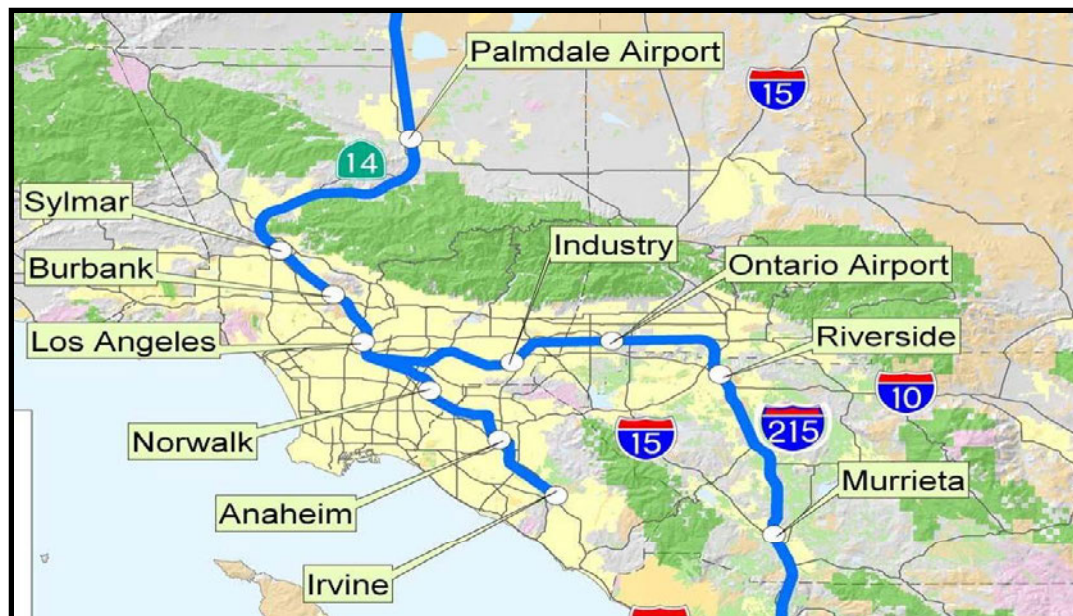 Palmdale Airport
15
14
Sylmar
Industry
Burbank
Ontario Airport
Los Angeles
Riverside
10
Norwalk
15
215
Murrieta
Anaheim
Irvine